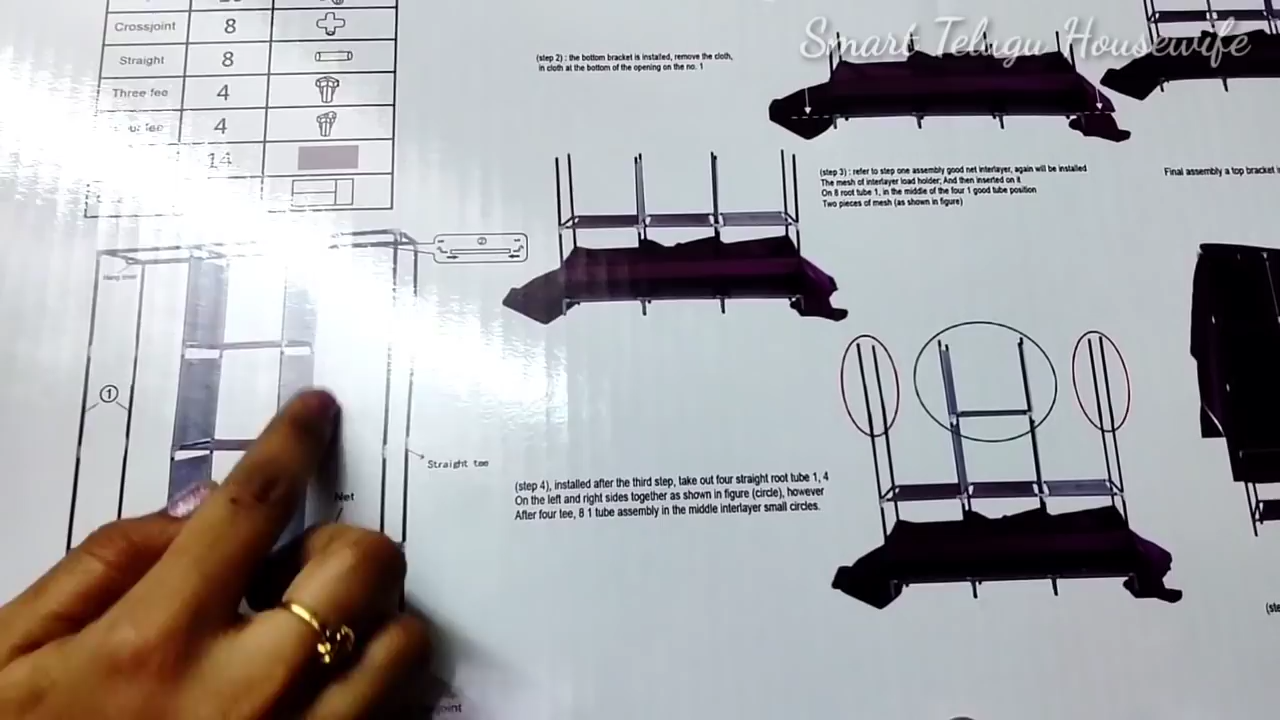 Smart Telugu Housewife
Crossjoint 8
Straight 8
Three fee 4
4
14
(step 2) : the bottom bracket is installed, remove the cloth,
in cloth at the bottom of the opening on the no. 1
(step 3) : refer to step one assembly good net interlayer, again will be installed
The mesh of interlayer load holder; And then inserted on it
On 8 root tube 1, in the middle of the four 1 good tube position
Two pieces of mesh (as shown in figure)
Final assembly a top bracket
②
①
Straight tee
Net
(step 4), installed after the third step, take out four straight root tube 1, 4
On the left and right sides together as shown in figure (circle), however
After four tee, 8 1 tube assembly in the middle interlayer small circles.